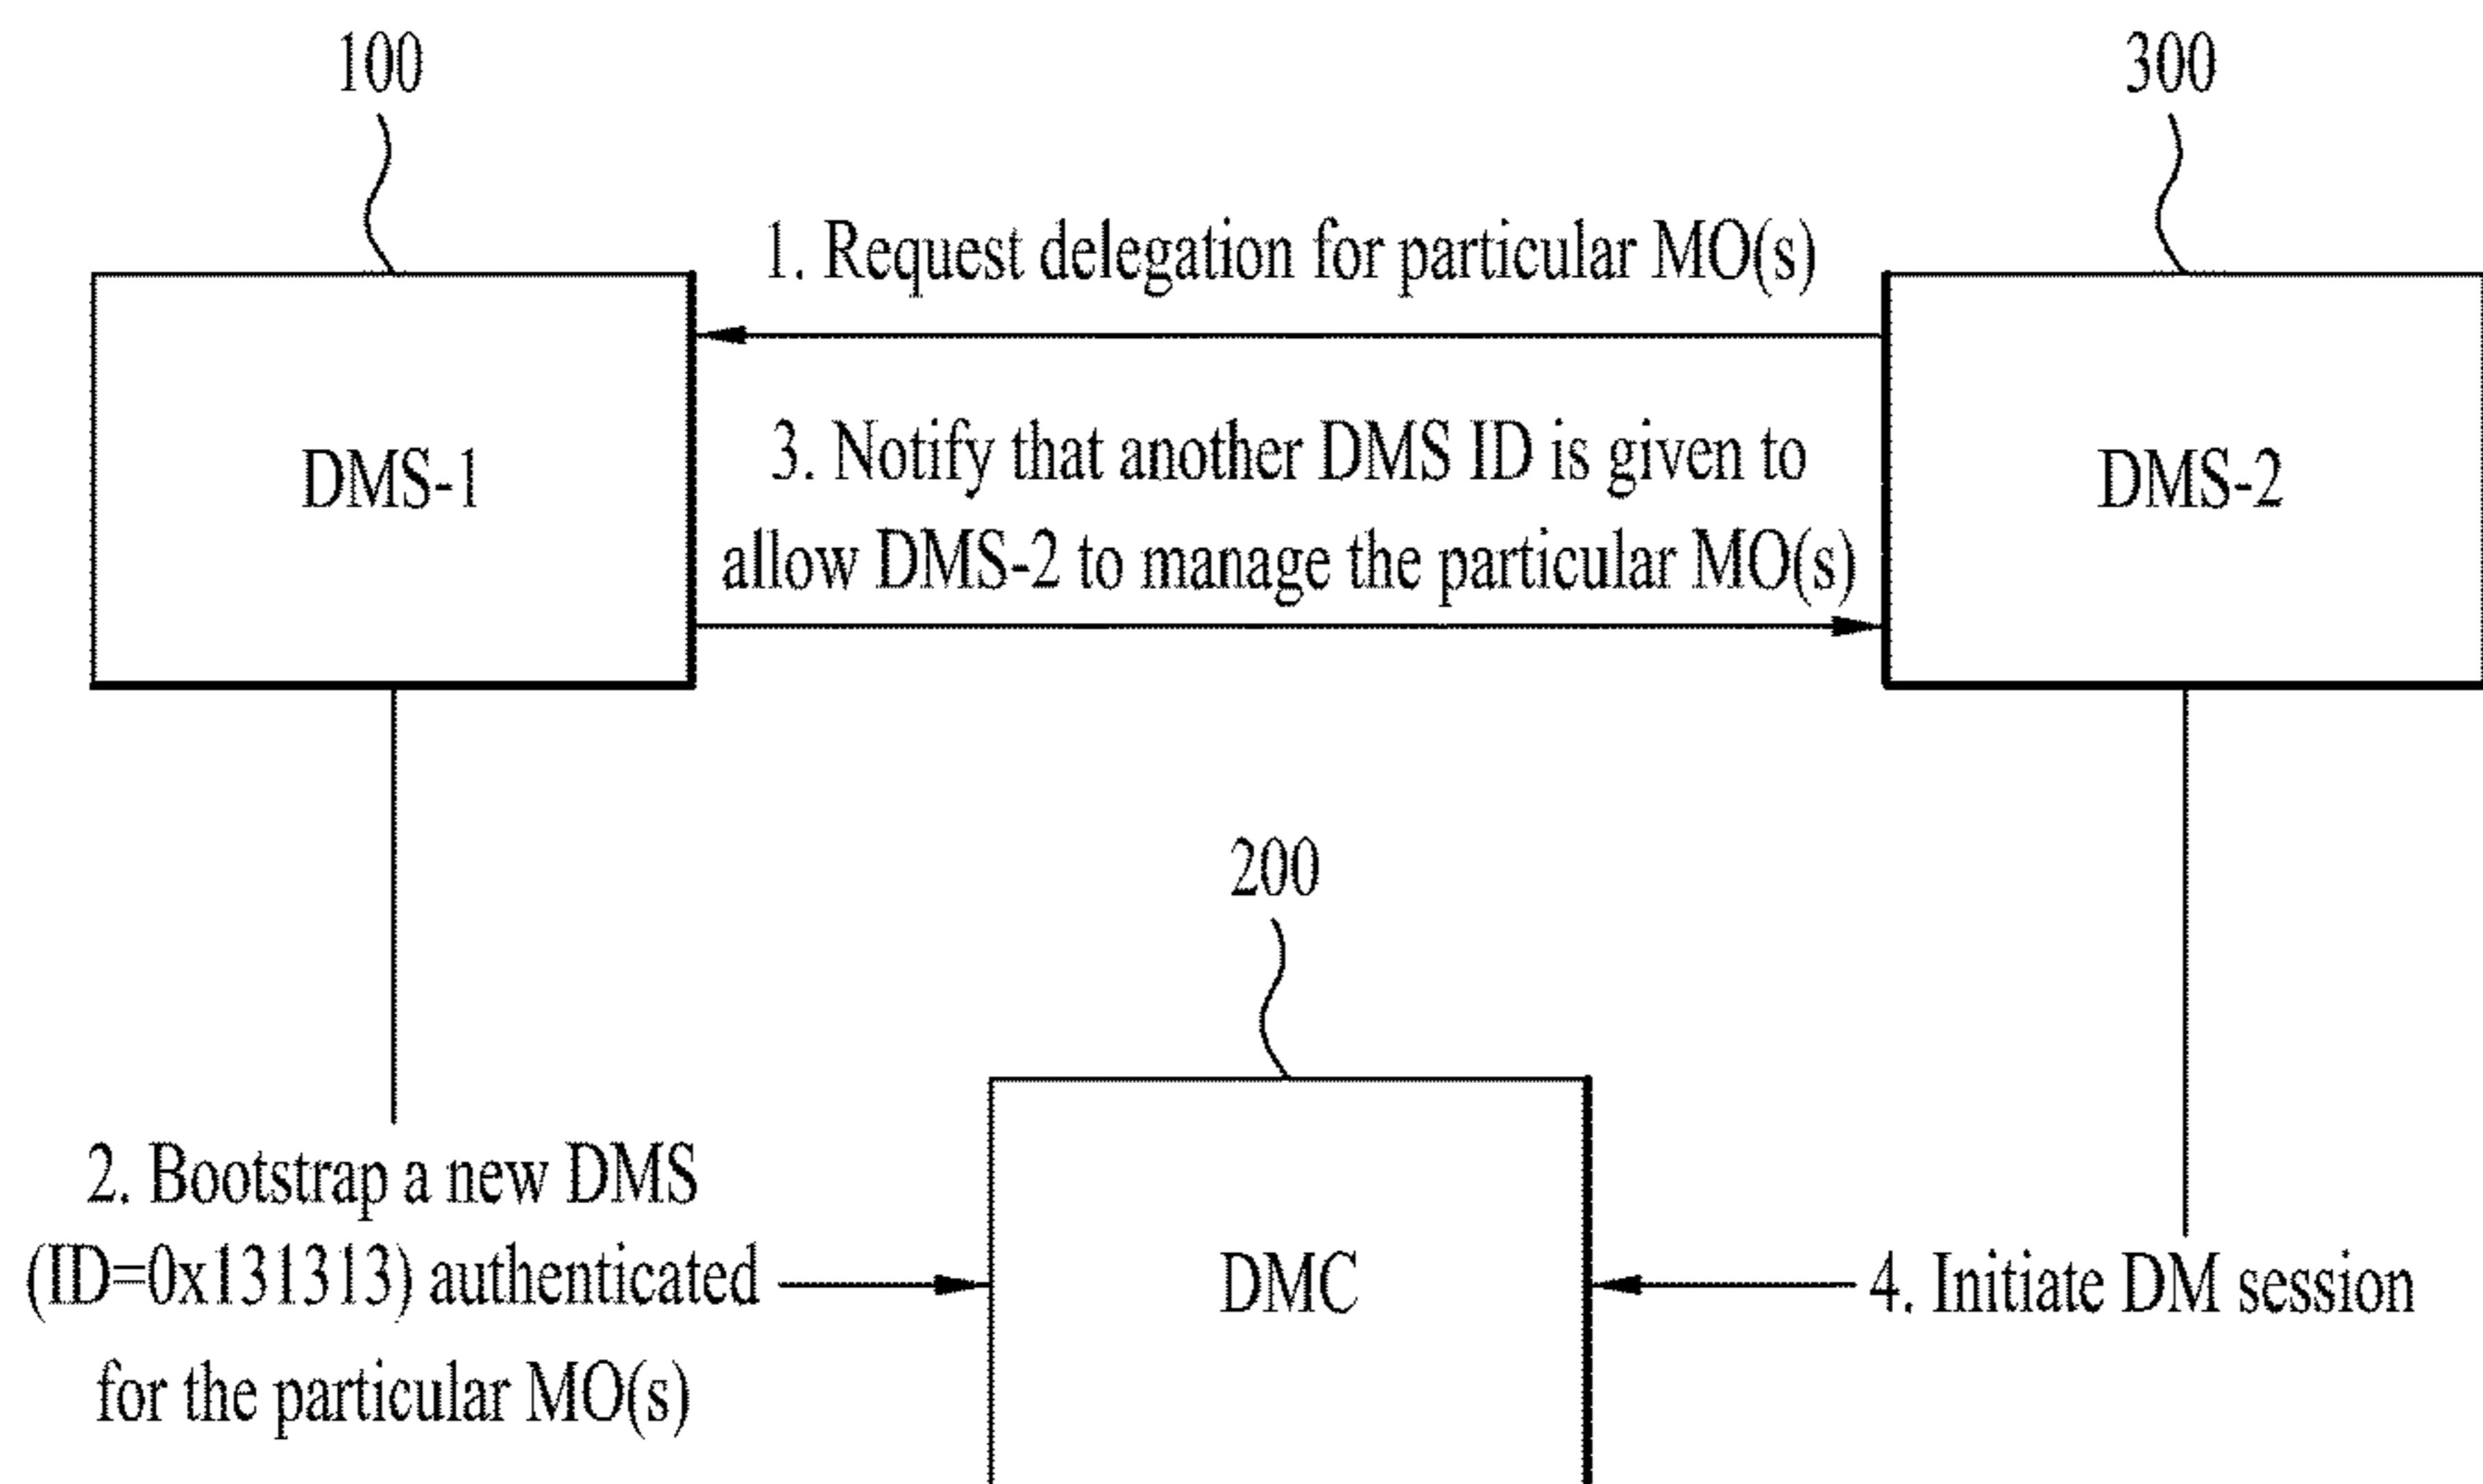 100
300
1. Request delegation for particular MO(s)
3. Notify that another DMS ID is given to
allow DMS-2 to manage the particular MO(s)
DMS-1
DMS-2
200
2. Bootstrap a new DMS
(ID=0x131313) authenticated
for the particular MO(s)
DMC
4. Initiate DM session